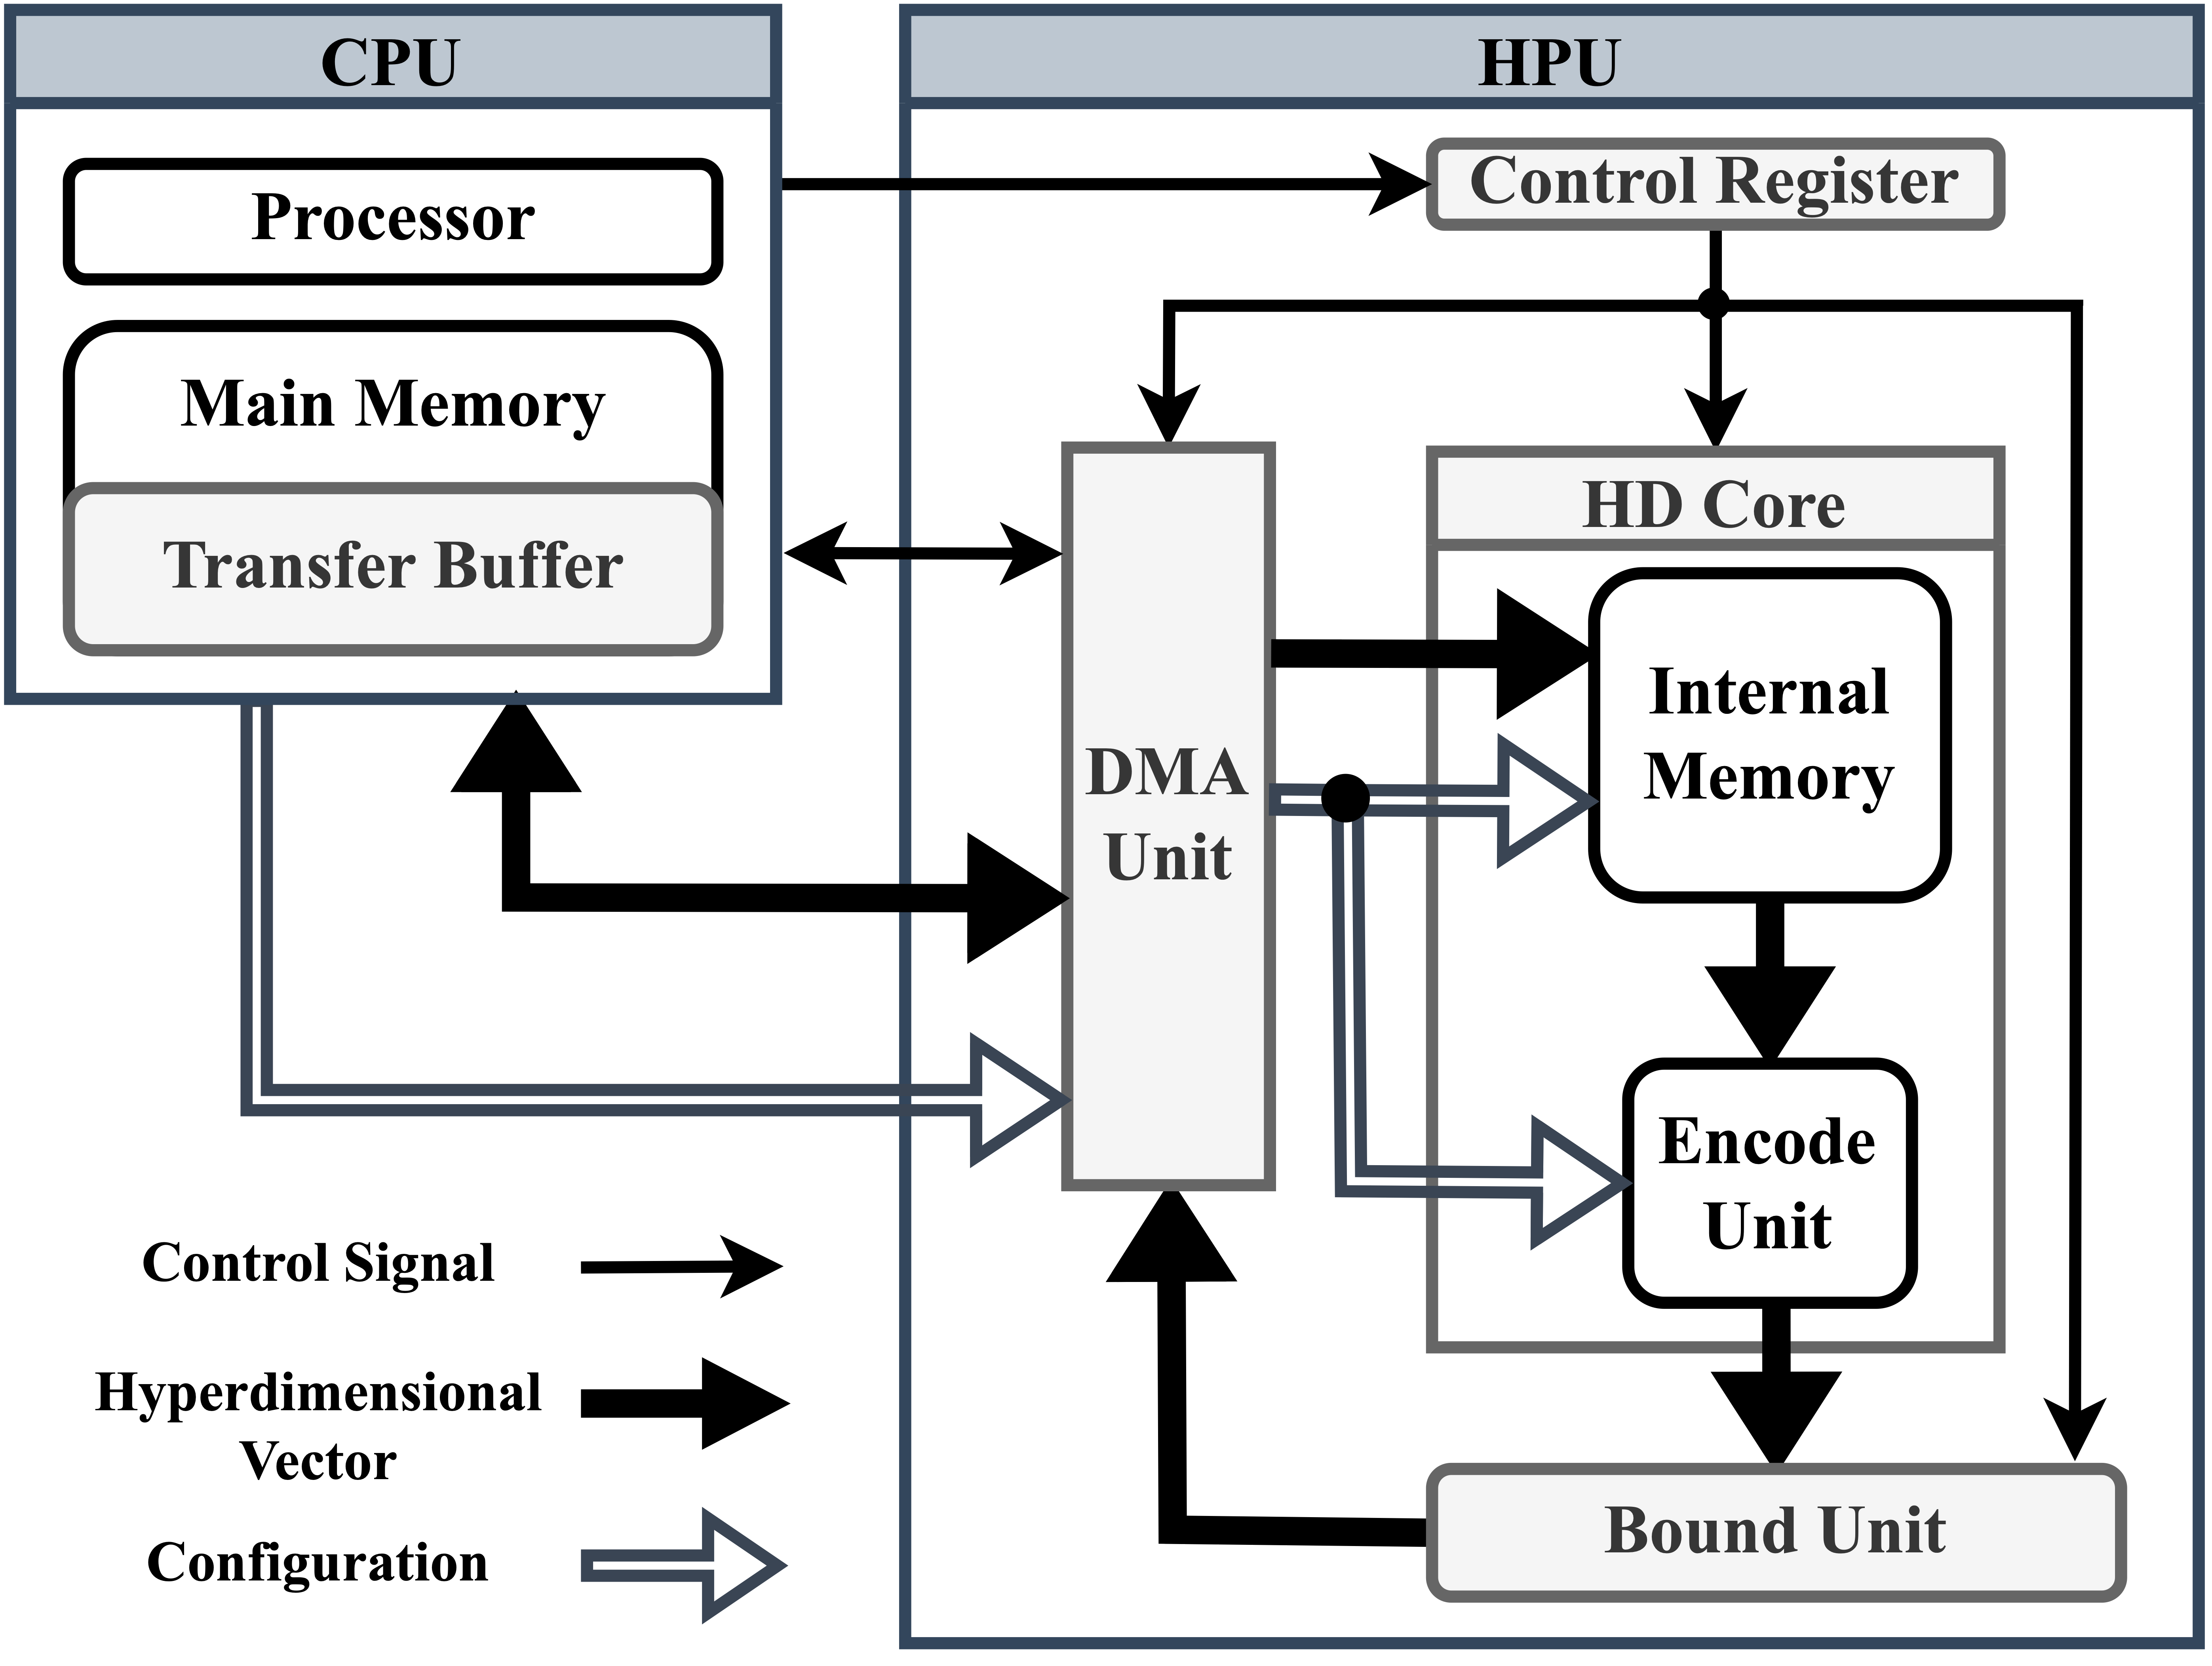 CPU
Processor
Main Memory
Transfer Buffer
HPU
Control Register
HD Core
DMA
Unit
Internal
Memory
Encode
Unit
Bound Unit
Control Signal
Hyperdimensional
Vector
Configuration